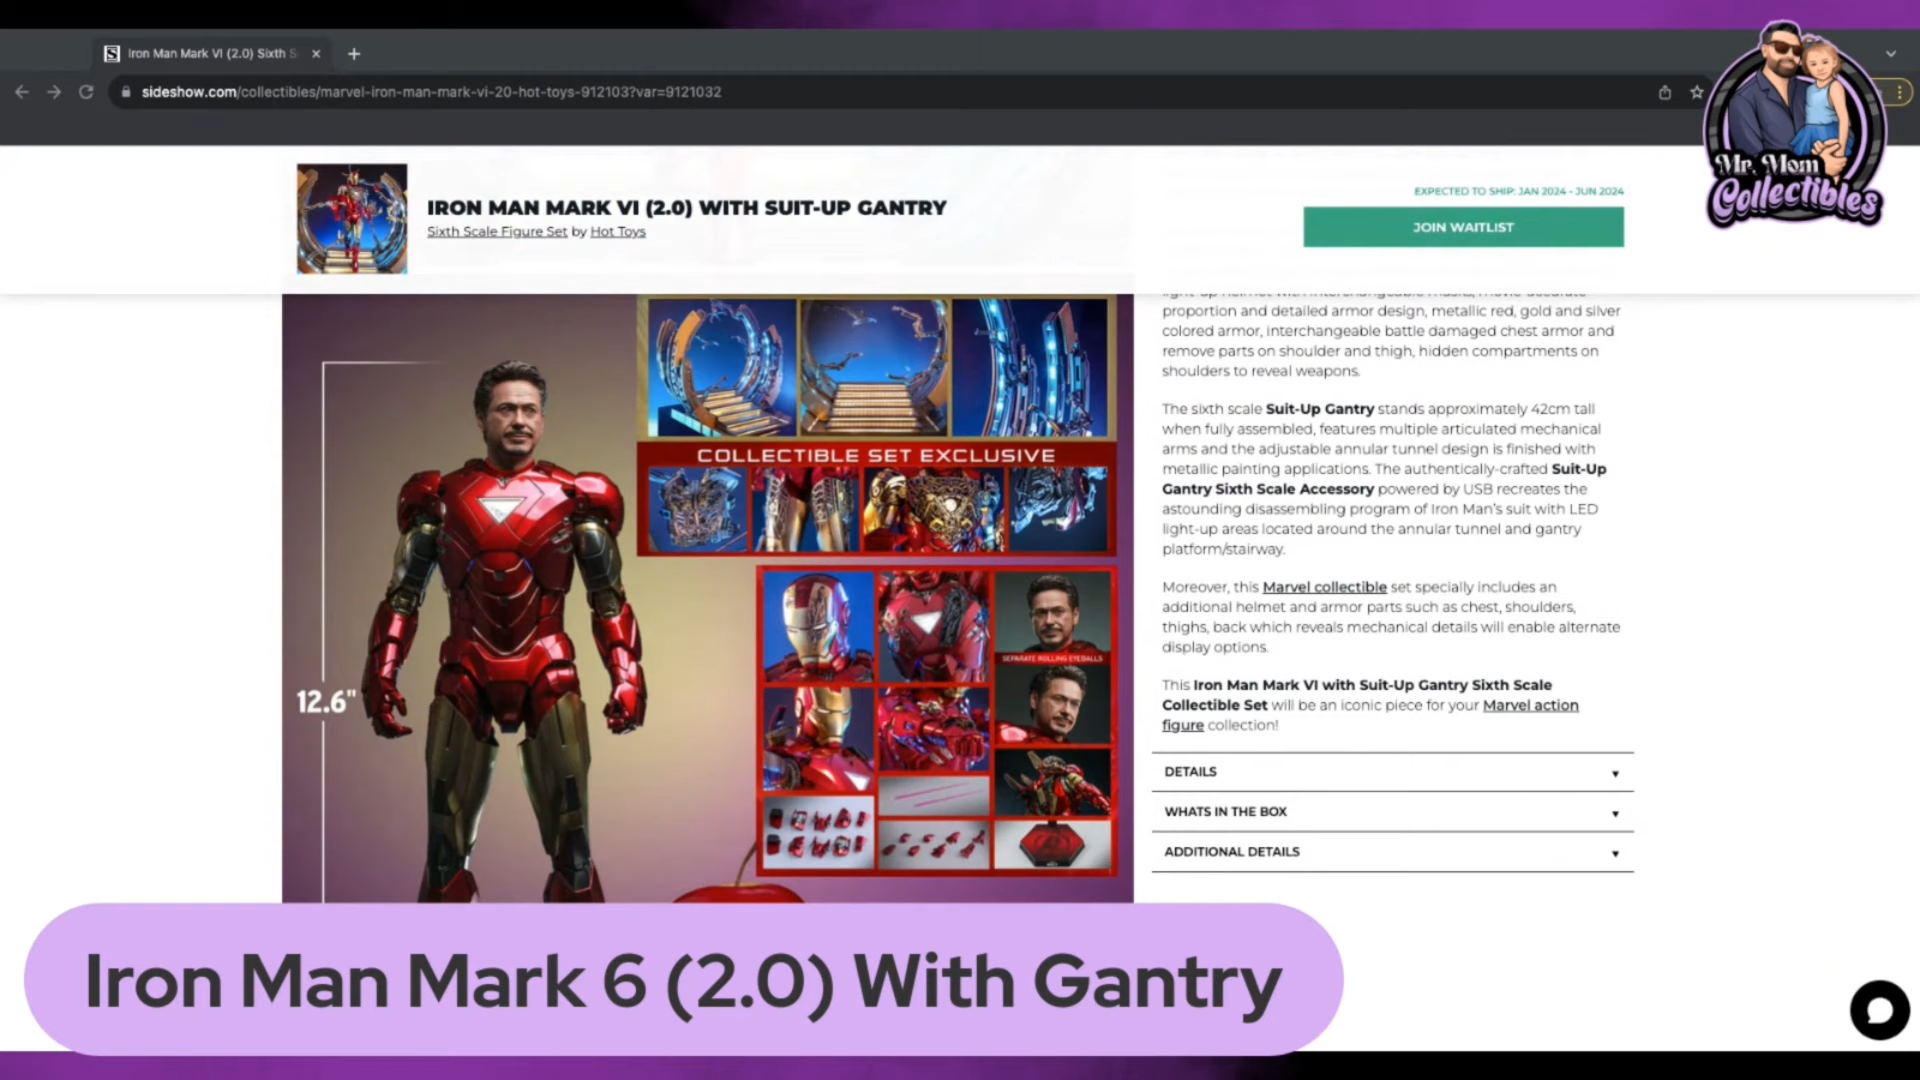 Iron Man Mark VI (2.0) Sixth S
sideshow.com/collectibles/marvel-iron-man-mark-vi-20-hot-toys-912103?var=9121032
Mr. Mom
Collectibles
IRON MAN MARK VI (2.0) WITH SUIT-UP GANTRY
Sixth Scale Figure Set by Hot Toys
EXPECTED TO SHIP: JAN 2024 - JUN 2024
JOIN WAITLIST
COLLECTIBLE SET EXCLUSIVE
SEPARATE ROLLING EYEBALLS
12.6"
proportion and detailed armor design, metallic red, gold and silver
colored armor, interchangeable battle damaged chest armor and
remove parts on shoulder and thigh, hidden compartments on
shoulders to reveal weapons.
The sixth scale Suit-Up Gantry stands approximately 42cm tall
when fully assembled, features multiple articulated mechanical
arms and the adjustable annular tunnel design is finished with
metallic painting applications. The authentically-crafted Suit-Up
Gantry Sixth Scale Accessory powered by USB recreates the
astounding disassembling program of Iron Man's suit with LED
light-up areas located around the annular tunnel and gantry
platform/stairway.
Moreover, this Marvel collectible set specially includes an
additional helmet and armor parts such as chest, shoulders,
thighs, back which reveals mechanical details will enable alternate
display options.
This Iron Man Mark VI with Suit-Up Gantry Sixth Scale
Collectible Set will be an iconic piece for your Marvel action
figure collection!
DETAILS
WHATS IN THE BOX
ADDITIONAL DETAILS
Iron Man Mark 6 (2.0) With Gantry